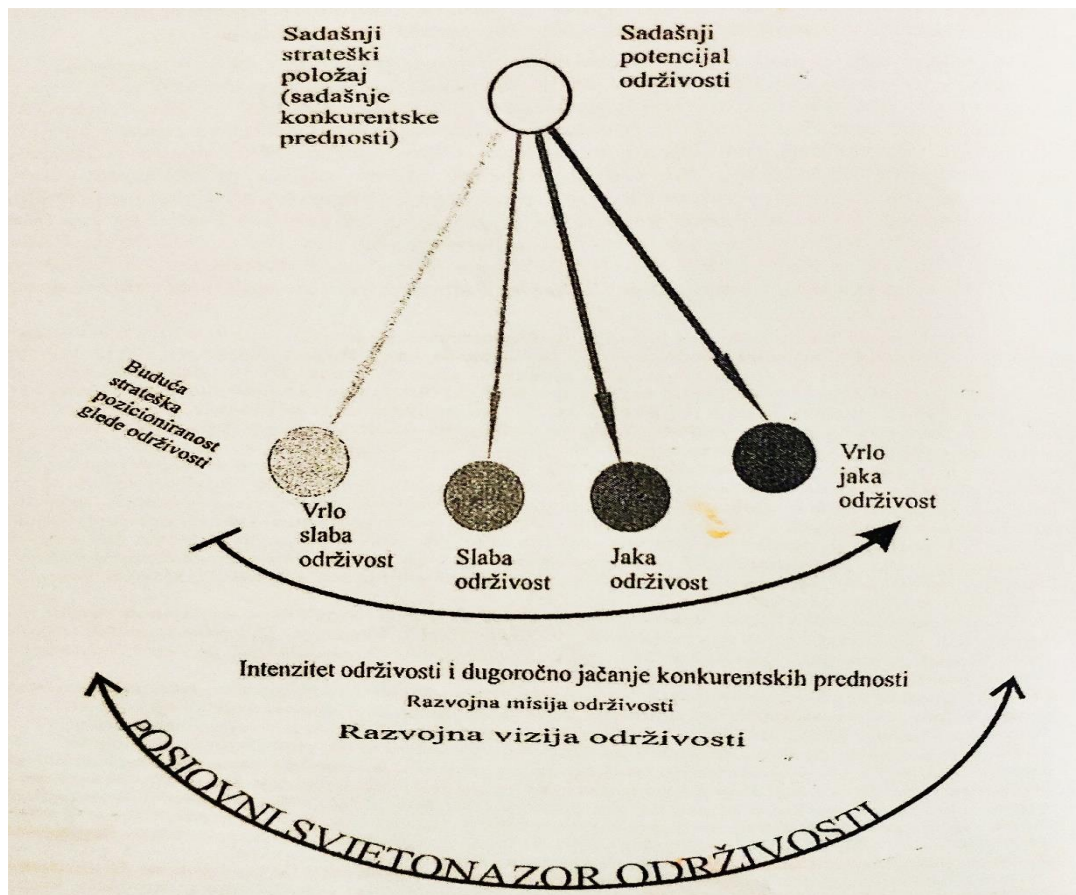 Sadašnji
strateški
položaj
(sadašnje
konkurentske
prednosti)
Sadašnji
potencijal
održivosti
Buduća
strateška
pozicioniranost
glede održivosti
Vrlo
slaba
održivost
Slaba
održivost
Jaka
održivost
Vrlo
jaka
održivost
Intenzitet održivosti i dugoročno jačanje konkurentskih prednosti
Razvojna misija održivosti
Razvojna vizija održivosti
POSLOVNI SVJETONAZOR ODRŽIVOSTI